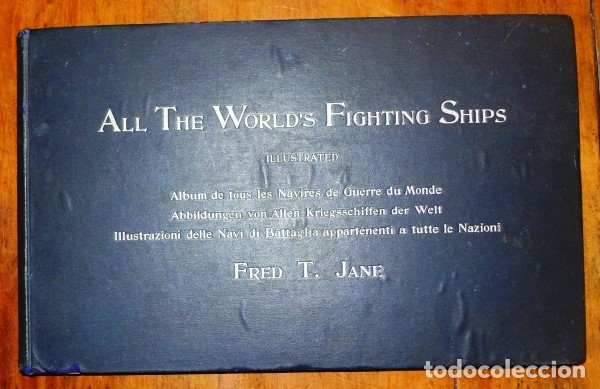 ALL THE WORLD'S FIGHTING SHIPS
ILLUSTRATED
Album de tous les Navires de Guerre du Monde
Abbildungen von Allen Kriegsschiffen der Welt
Illustrazioni delle Navi di Battaglia appartenenti a tutte le Nazioni
FRED T. JANE
todocoleccion.net